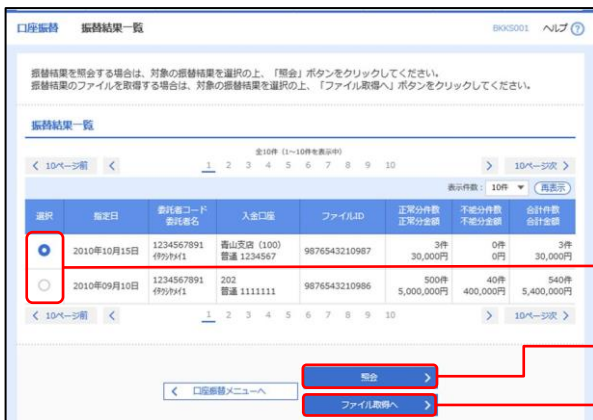 口座振替 振替結果一覧 BKKS001 ヘルプ ?
振替結果を照会する場合は、対象の振替結果を選択の上、「照会」ボタンをクリックしてください。
振替結果のファイルを取得する場合は、対象の振替結果を選択の上、「ファイル取得へ」ボタンをクリックしてください。
振替結果一覧
全10件 (1~10件を表示中)
< 10ページ前 < 1 2 3 4 5 6 7 8 9 10 > 10ページ次 >
表示件数: 10件 ▼ 再表示
選択 指定日 委託者コード 委託者名 入金口座 ファイルID 正常分件数 正常分金額 不能分件数 不能分金額 合計件数 合計金額
2010年10月15日 1234567891 ｲﾀｸｼｬﾒｲ1 青山支店 (100) 普通 1234567 9876543210987 3件 30,000円 0件 0円 3件 30,000円
2010年09月10日 1234567891 ｲﾀｸｼｬﾒｲ1 202 普通 1111111 9876543210986 500件 5,000,000円 40件 400,000円 540件 5,400,000円
< 10ページ前 < 1 2 3 4 5 6 7 8 9 10 > 10ページ次 >
照会 >
< 口座振替メニューへ
ファイル取得へ >